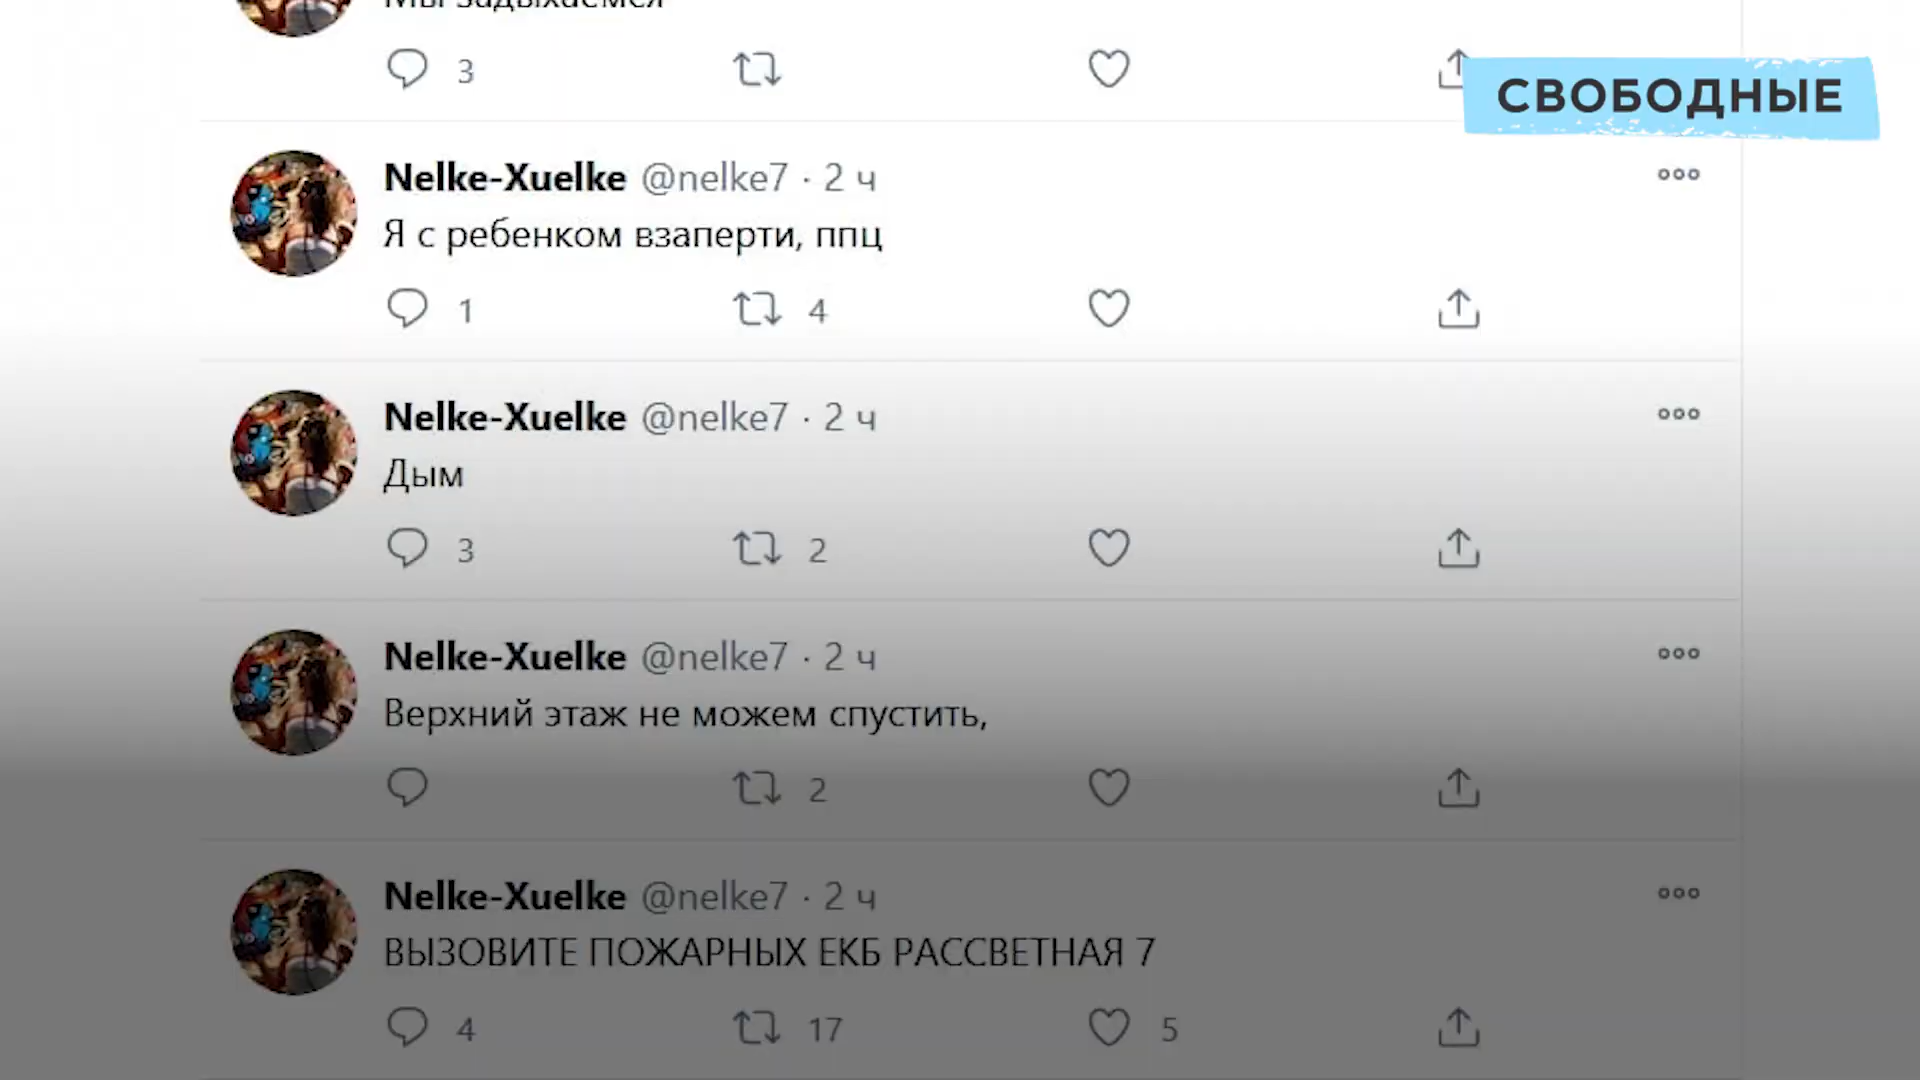 Мы задыхаемся
3
СВОБОДНЫЕ
Nelke-Xuelke @nelke7 · 2 ч
Я с ребенком взаперти, ппц
1 4
Nelke-Xuelke @nelke7 · 2 ч
Дым
3 2
Nelke-Xuelke @nelke7 · 2 ч
Верхний этаж не можем спустить,
2
Nelke-Xuelke @nelke7 · 2 ч
ВЫЗОВИТЕ ПОЖАРНЫХ ЕКБ РАССВЕТНАЯ 7
4 17 5